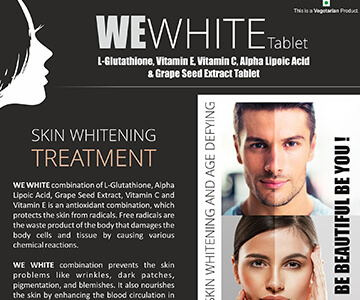 This is a Vegetarian Product
WEWHITE Tablet
L-Glutathione, Vitamin E, Vitamin C, Alpha Lipoic Acid
& Grape Seed Extract Tablet
SKIN WHITENING
TREATMENT
WE WHITE combination of L-Glutathione, Alpha
Lipoic Acid, Grape Seed Extract, Vitamin C and
Vitamin E is an antioxidant combination, which
protects the skin from radicals. Free radicals are
the waste product of the body that damages the
body cells and tissue by causing various
chemical reactions.
WE WHITE combination prevents the skin
problems like wrinkles, dark patches,
pigmentation, and blemishes. It also nourishes
the skin by enhancing the blood circulation in
SKIN WHITENING AND AGE DEFYING
BE BEAUTIFUL BE YOU !